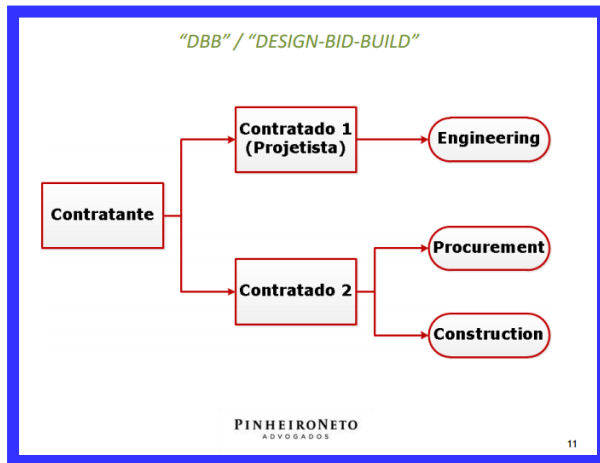 “DBB” / “DESIGN-BID-BUILD”
Contratado 1
(Projetista)
Engineering
Contratante
Procurement
Contratado 2
Construction
PINHEIRONETO
ADVOGADOS
11